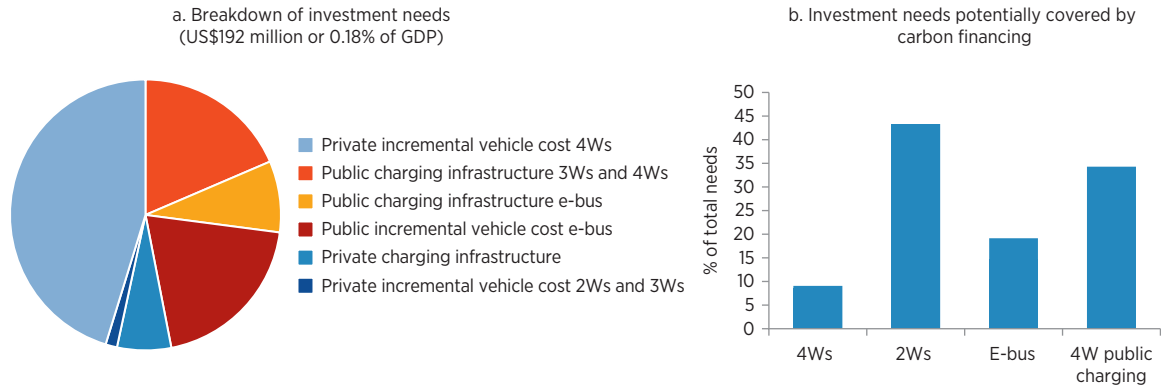 a. Breakdown of investment needs
(US$192 million or 0.18% of GDP)
Private incremental vehicle cost 4Ws
Public charging infrastructure 3Ws and 4Ws
Public charging infrastructure e-bus
Public incremental vehicle cost e-bus
Private charging infrastructure
Private incremental vehicle cost 2Ws and 3Ws
b. Investment needs potentially covered by
carbon financing
% of total needs
50
45
40
35
30
25
20
15
10
5
0
4Ws
2Ws
E-bus
4W public
charging